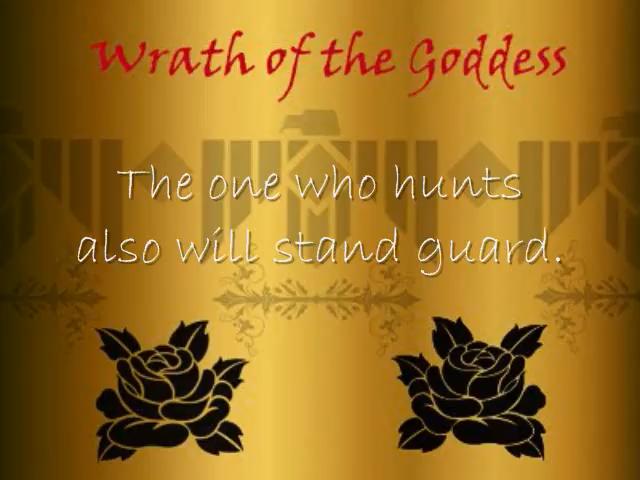 Wrath of the Goddess
The one who hunts
also will stand guard.